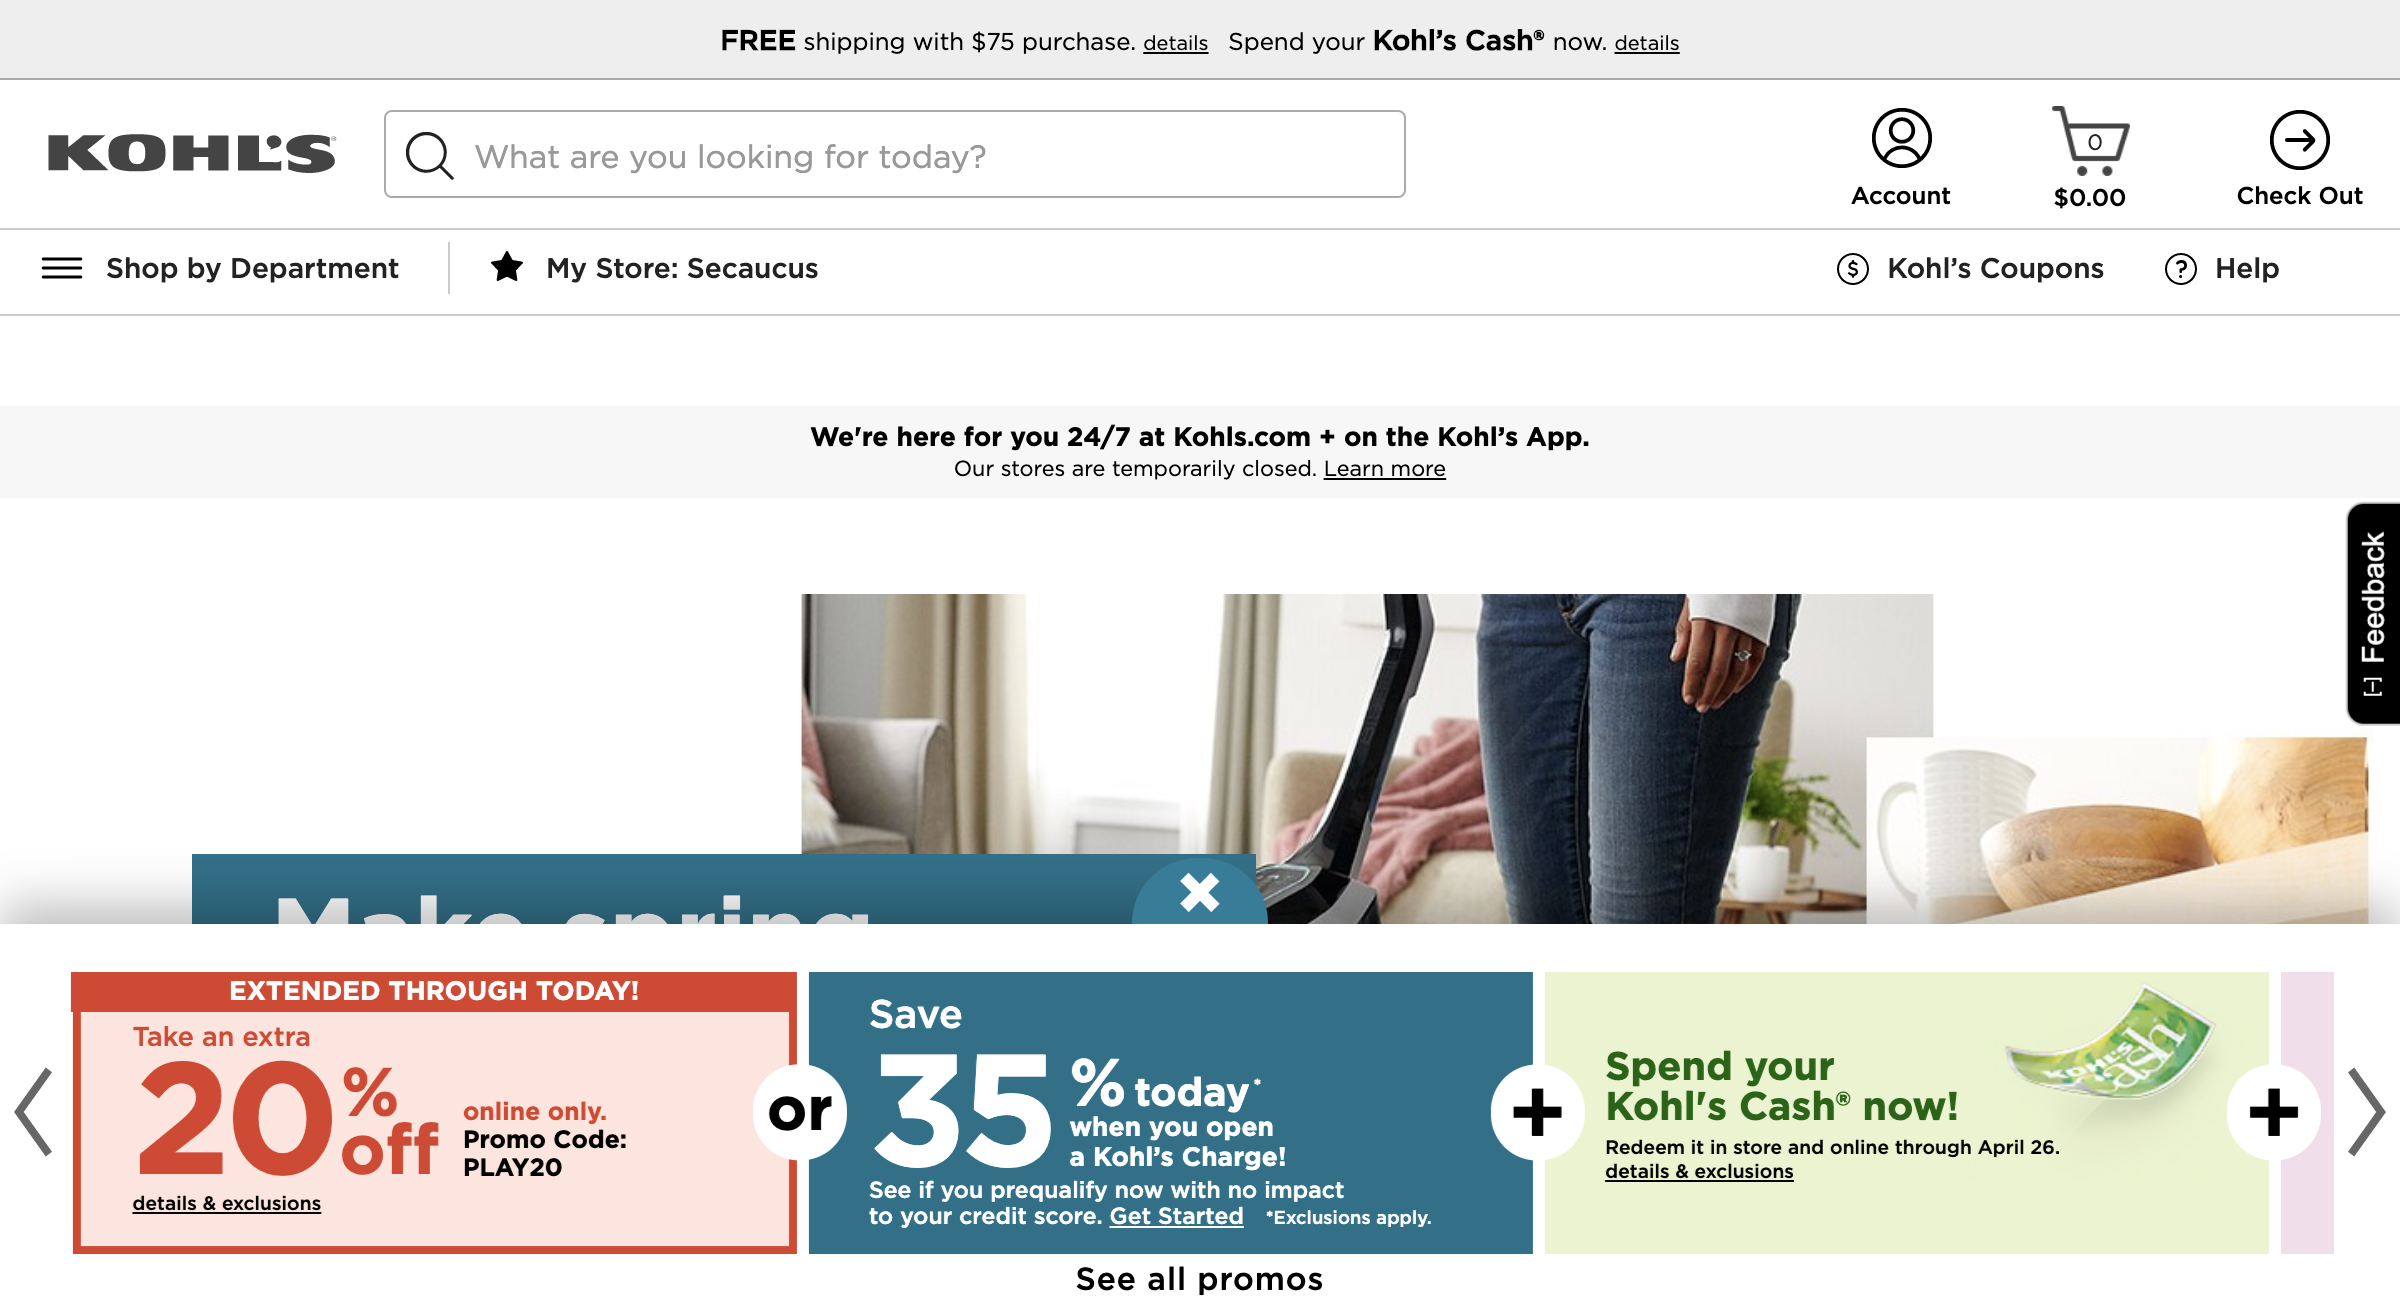 FREE shipping with $75 purchase. details Spend your Kohl's Cash® now. details
KOHL'S
What are you looking for today?
Account
0
$0.00
Check Out
Shop by Department
My Store: Secaucus
$ Kohl's Coupons
? Help
We're here for you 24/7 at Kohls.com + on the Kohl's App.
Our stores are temporarily closed. Learn more
[-] Feedback
Make spring
EXTENDED THROUGH TODAY!
Take an extra
20% off
online only.
Promo Code:
PLAY20
details & exclusions
or
Save
35% today*
when you open
a Kohl's Charge!
See if you prequalify now with no impact
to your credit score. Get Started *Exclusions apply.
+
Spend your
Kohl's Cash® now!
Redeem it in store and online through April 26.
details & exclusions
KOHL'S
Cash
+
See all promos